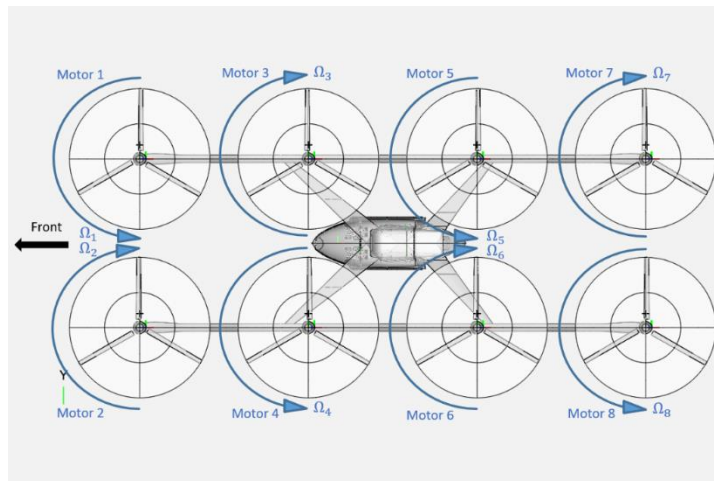 Motor 1
Motor 3
Ω₃
Motor 5
Motor 7
Ω₇
Front
Ω₁
Ω₂
Ω₅
Ω₆
Y
Motor 2
Motor 4
Ω₄
Motor 6
Motor 8
Ω₈